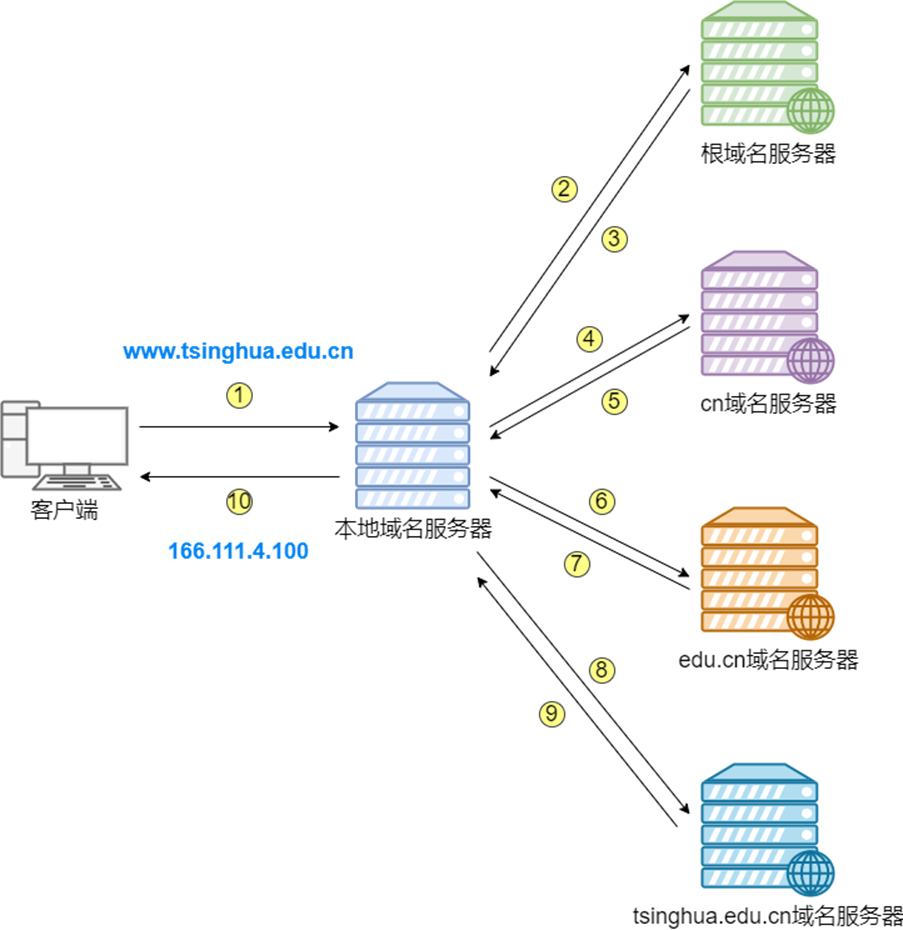 根域名服务器
②
③
cn域名服务器
www.tsinghua.edu.cn
④
①
⑤
客户端
⑩
本地域名服务器
⑥
166.111.4.100
⑦
edu.cn域名服务器
⑧
⑨
tsinghua.edu.cn域名服务器